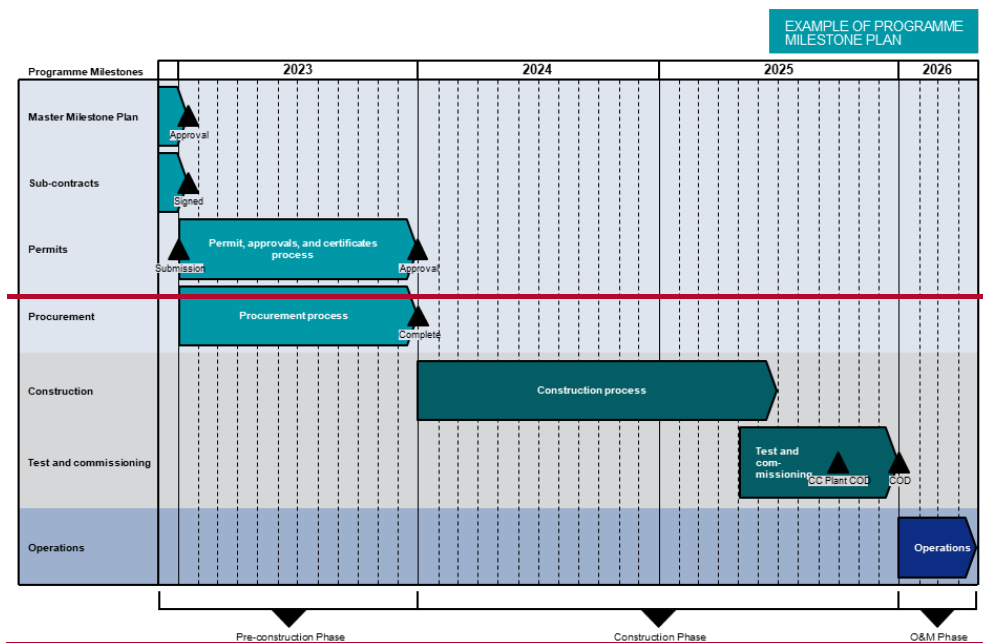 EXAMPLE OF PROGRAMME
MILESTONE PLAN
Programme Milestones
2023
2024
2025
2026
Master Milestone Plan
Approval
Sub-contracts
Signed
Permits
Permit, approvals, and certificates
process
Submission
Approval
Procurement
Procurement process
Complete
Construction
Construction process
Test and commissioning
Test and
com-
missioning
CC Plant COD
COD
Operations
Operations
Pre-construction Phase
Construction Phase
O&M Phase